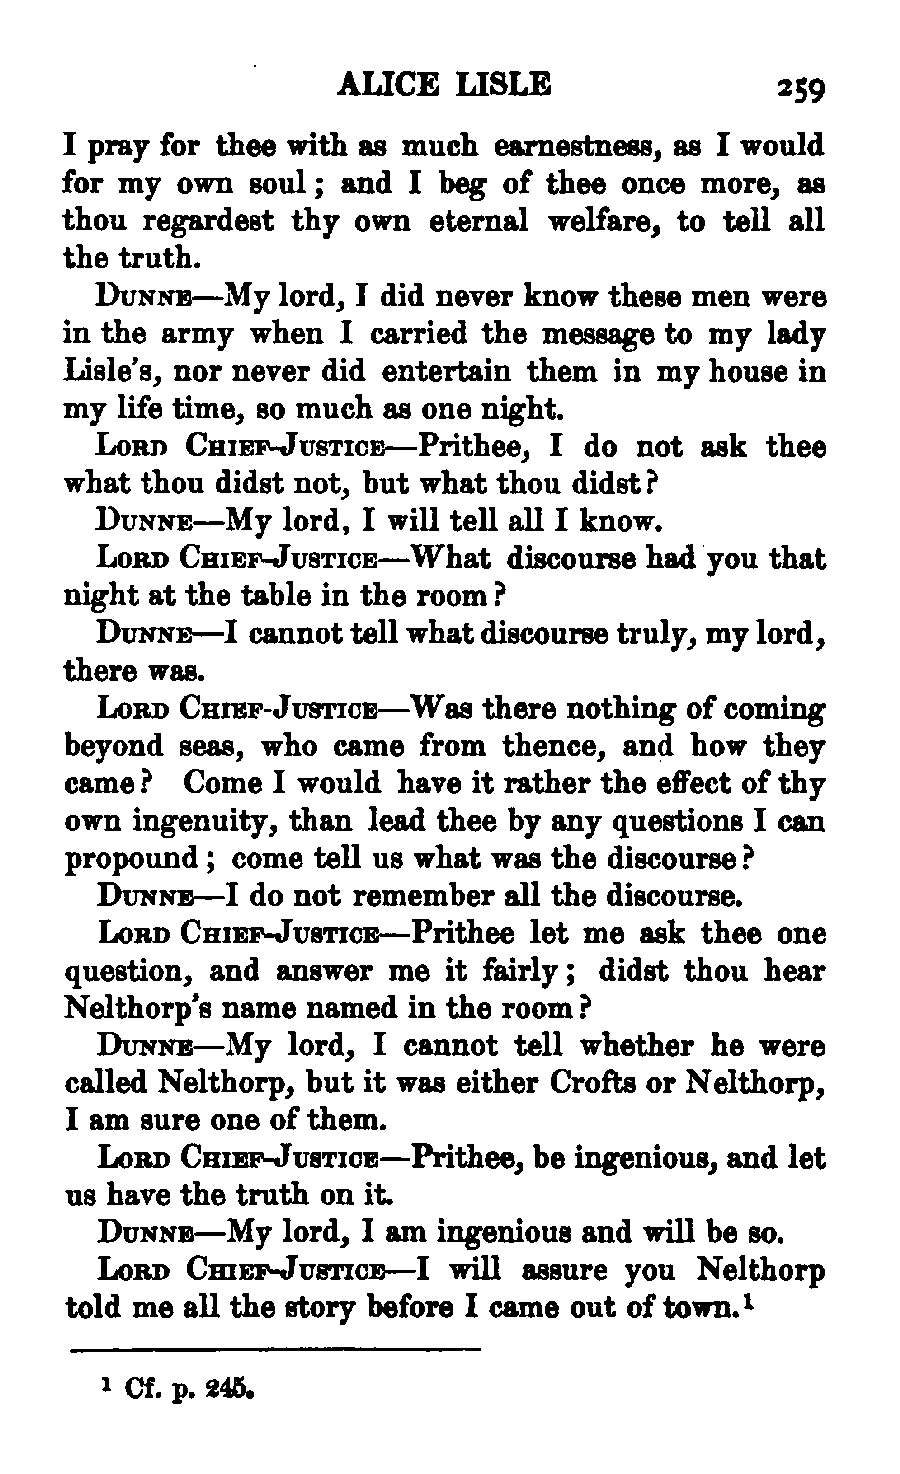 ALICE LISLE 259
I pray for thee with as much earnestness, as I would
for my own soul; and I beg of thee once more, as
thou regardest thy own eternal welfare, to tell all
the truth.
DUNNE—My lord, I did never know these men were
in the army when I carried the message to my lady
Lisle's, nor never did entertain them in my house in
my life time, so much as one night.
LORD CHIEF-JUSTICE—Prithee, I do not ask thee
what thou didst not, but what thou didst?
DUNNE—My lord, I will tell all I know.
LORD CHIEF-JUSTICE—What discourse had you that
night at the table in the room?
DUNNE—I cannot tell what discourse truly, my lord,
there was.
LORD CHIEF-JUSTICE—Was there nothing of coming
beyond seas, who came from thence, and how they
came? Come I would have it rather the effect of thy
own ingenuity, than lead thee by any questions I can
propound; come tell us what was the discourse?
DUNNE—I do not remember all the discourse.
LORD CHIEF-JUSTICE—Prithee let me ask thee one
question, and answer me it fairly; didst thou hear
Nelthorp's name named in the room?
DUNNE—My lord, I cannot tell whether he were
called Nelthorp, but it was either Crofts or Nelthorp,
I am sure one of them.
LORD CHIEF-JUSTICE—Prithee, be ingenious, and let
us have the truth on it.
DUNNE—My lord, I am ingenious and will be so.
LORD CHIEF-JUSTICE—I will assure you Nelthorp
told me all the story before I came out of town.¹
¹ Cf. p. 245.